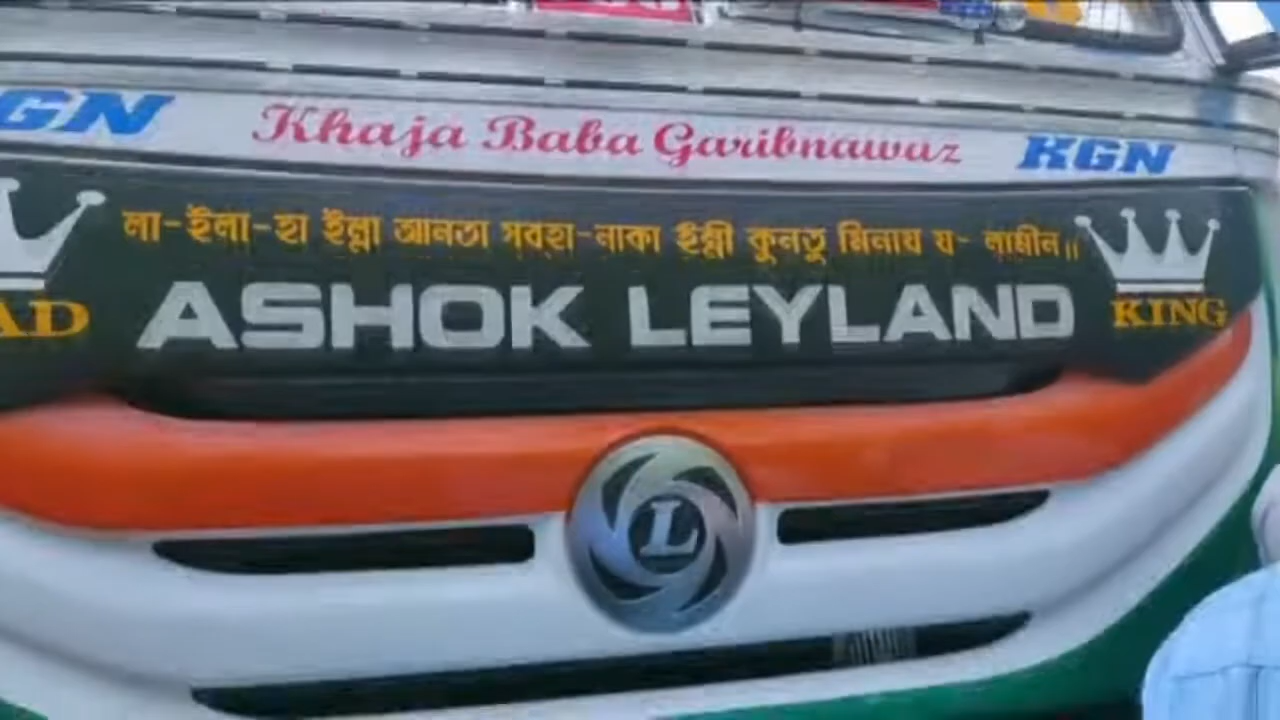 KGN Khaja Baba Garibnawaz KGN
লা-ইলা-হা ইল্লা আনতা সবহা-নাকা ইন্নী কুনতু মিনায য- লামীন॥
ASHOK LEYLAND
AD KING
L